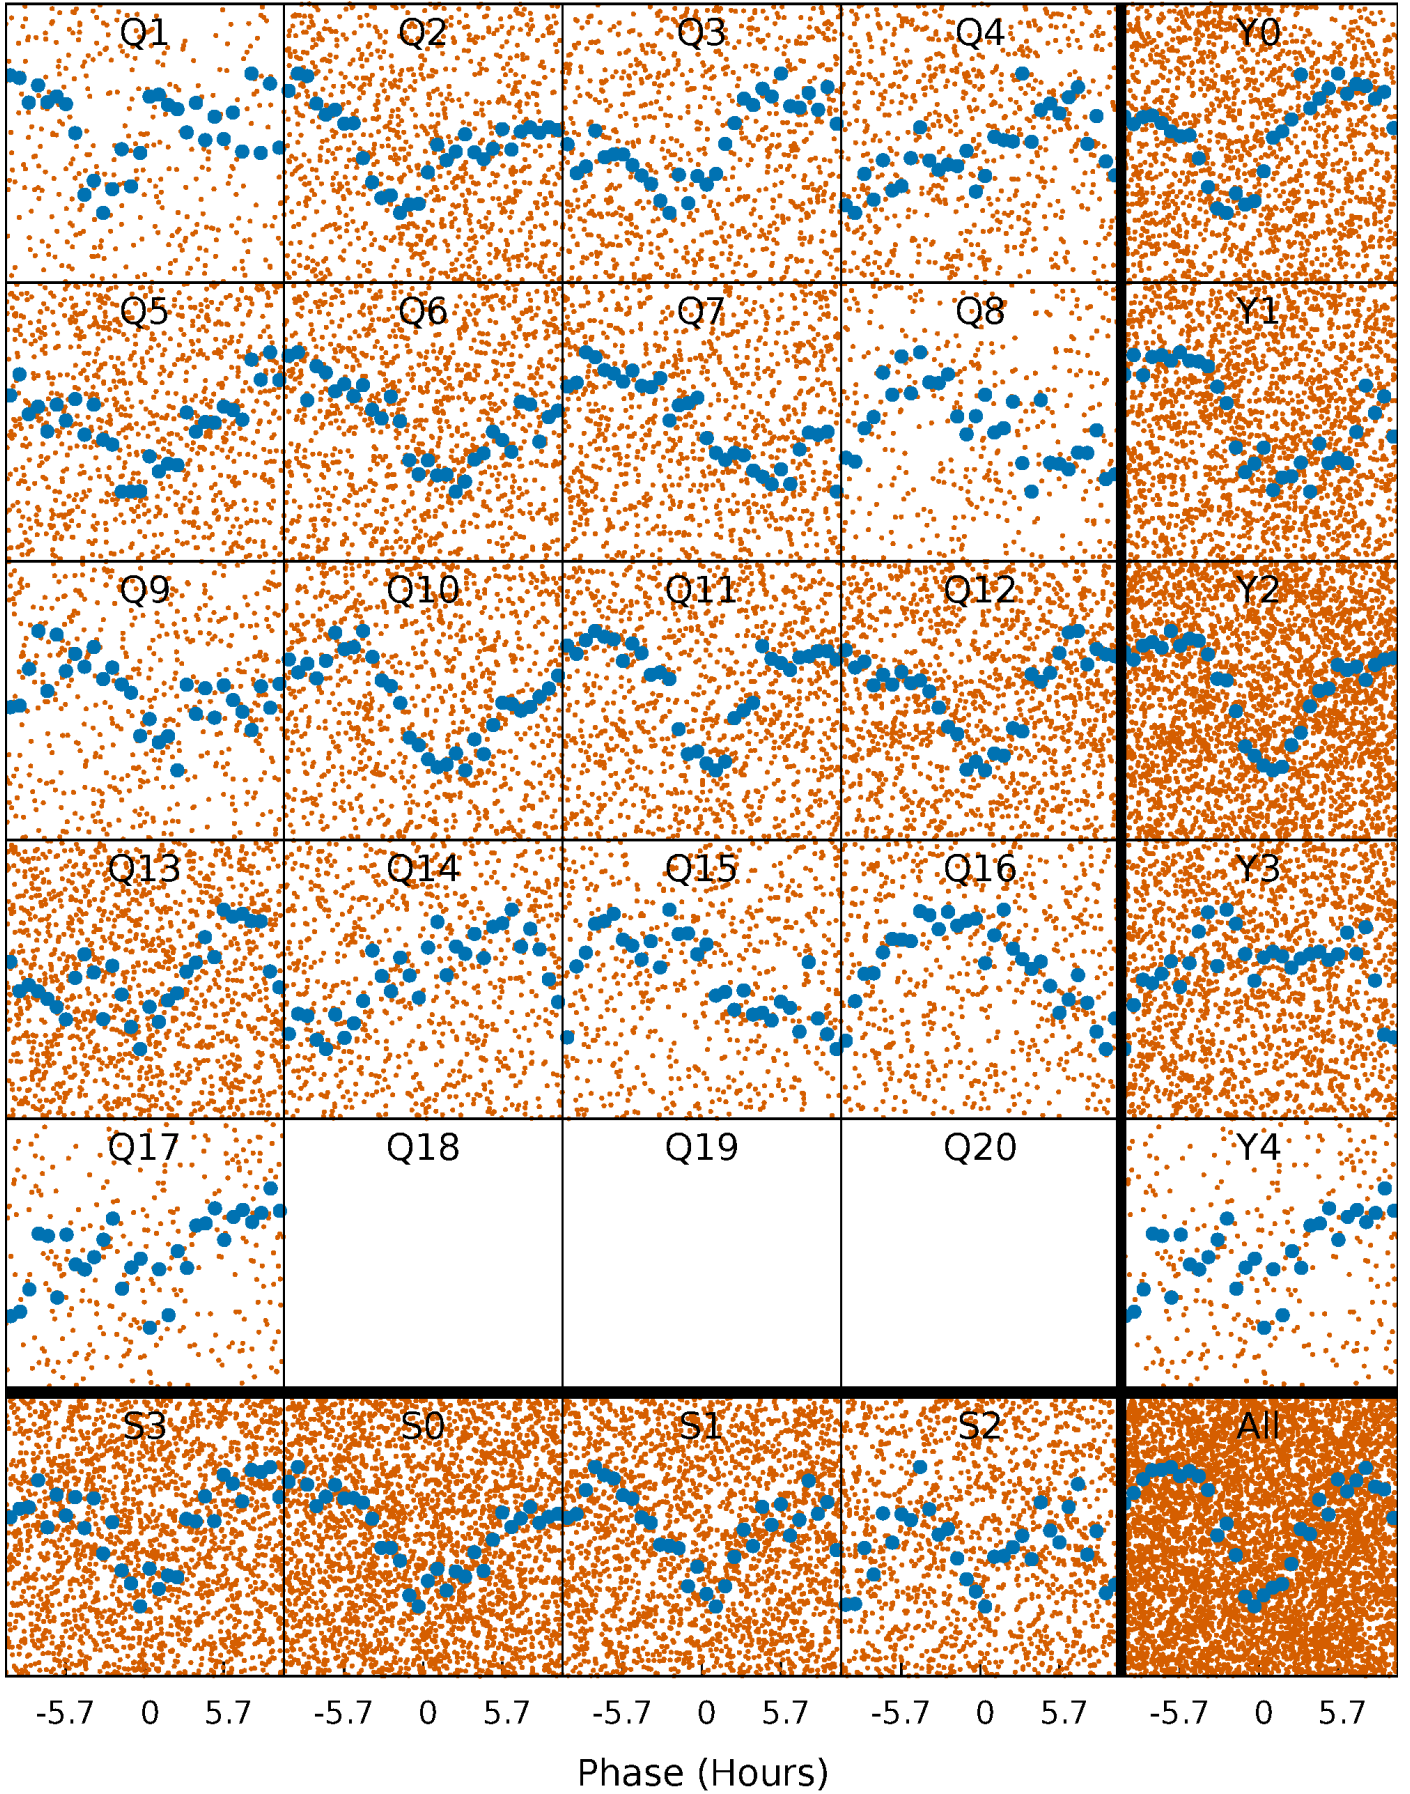 Q1 Q2 Q3 Q4 Y0
Q5 Q6 Q7 Q8 Y1
Q9 Q10 Q11 Q12 Y2
Q13 Q14 Q15 Q16 Y3
Q17 Q18 Q19 Q20 Y4
S3 S0 S1 S2 All
-5.7 0 5.7 -5.7 0 5.7 -5.7 0 5.7 -5.7 0 5.7 -5.7 0 5.7
Phase (Hours)